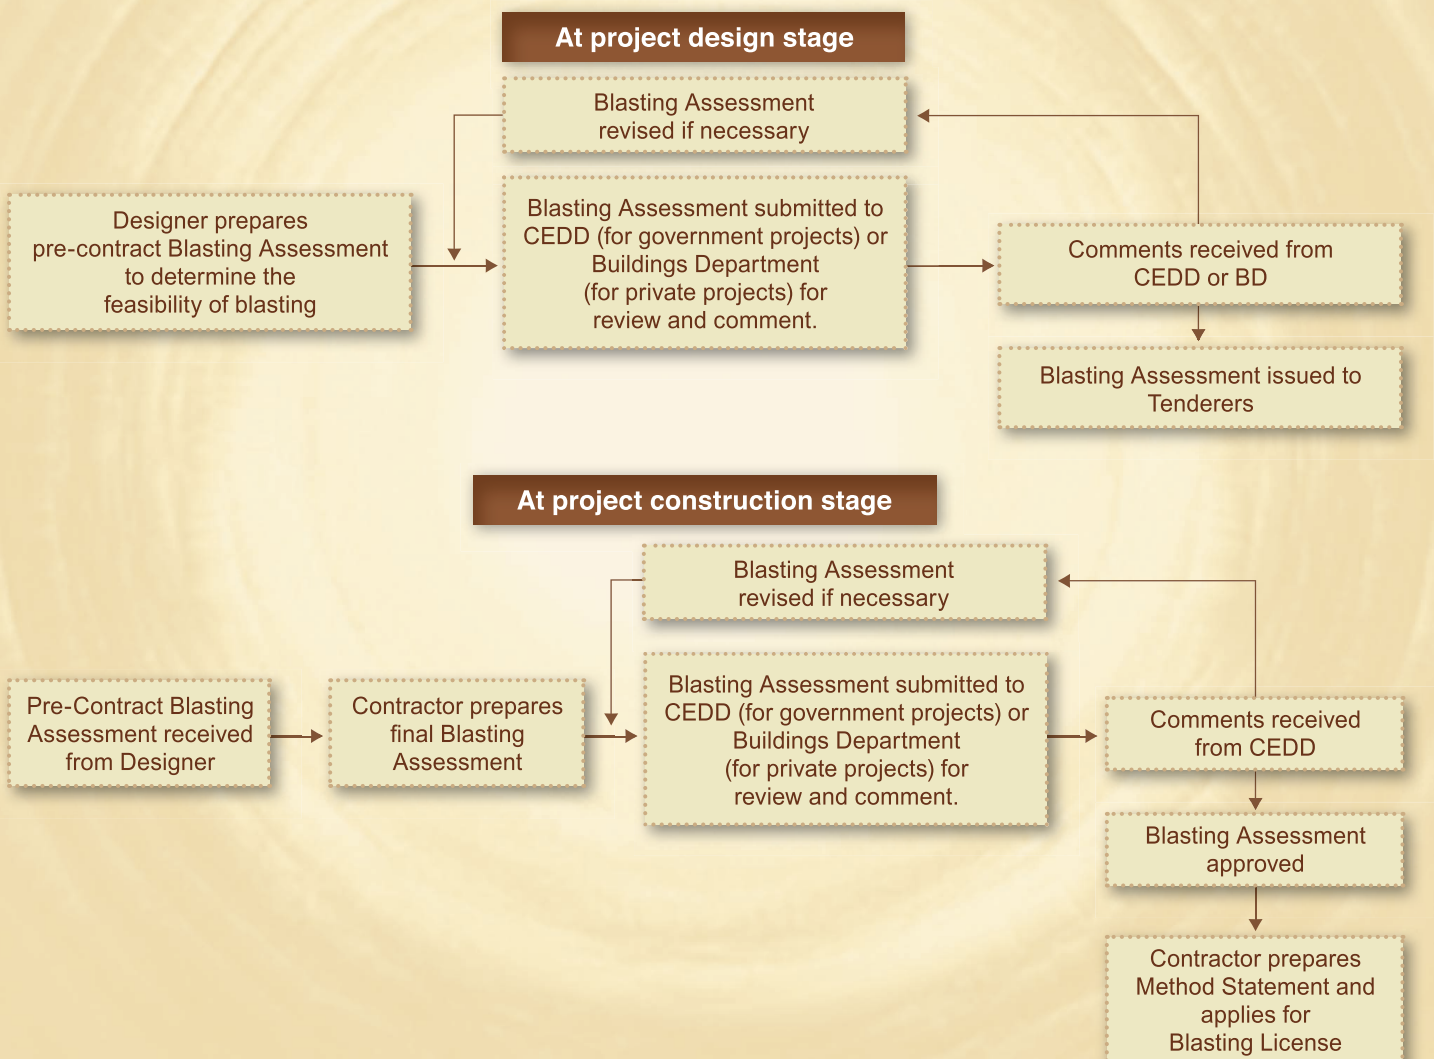 At project design stage
Blasting Assessment
revised if necessary
Designer prepares
pre-contract Blasting Assessment
to determine the
feasibility of blasting
Blasting Assessment submitted to
CEDD (for government projects) or
Buildings Department
(for private projects) for
review and comment.
Comments received from
CEDD or BD
Blasting Assessment issued to
Tenderers
At project construction stage
Blasting Assessment
revised if necessary
Pre-Contract Blasting
Assessment received
from Designer
Contractor prepares
final Blasting
Assessment
Blasting Assessment submitted to
CEDD (for government projects) or
Buildings Department
(for private projects) for
review and comment.
Comments received
from CEDD
Blasting Assessment
approved
Contractor prepares
Method Statement and
applies for
Blasting License